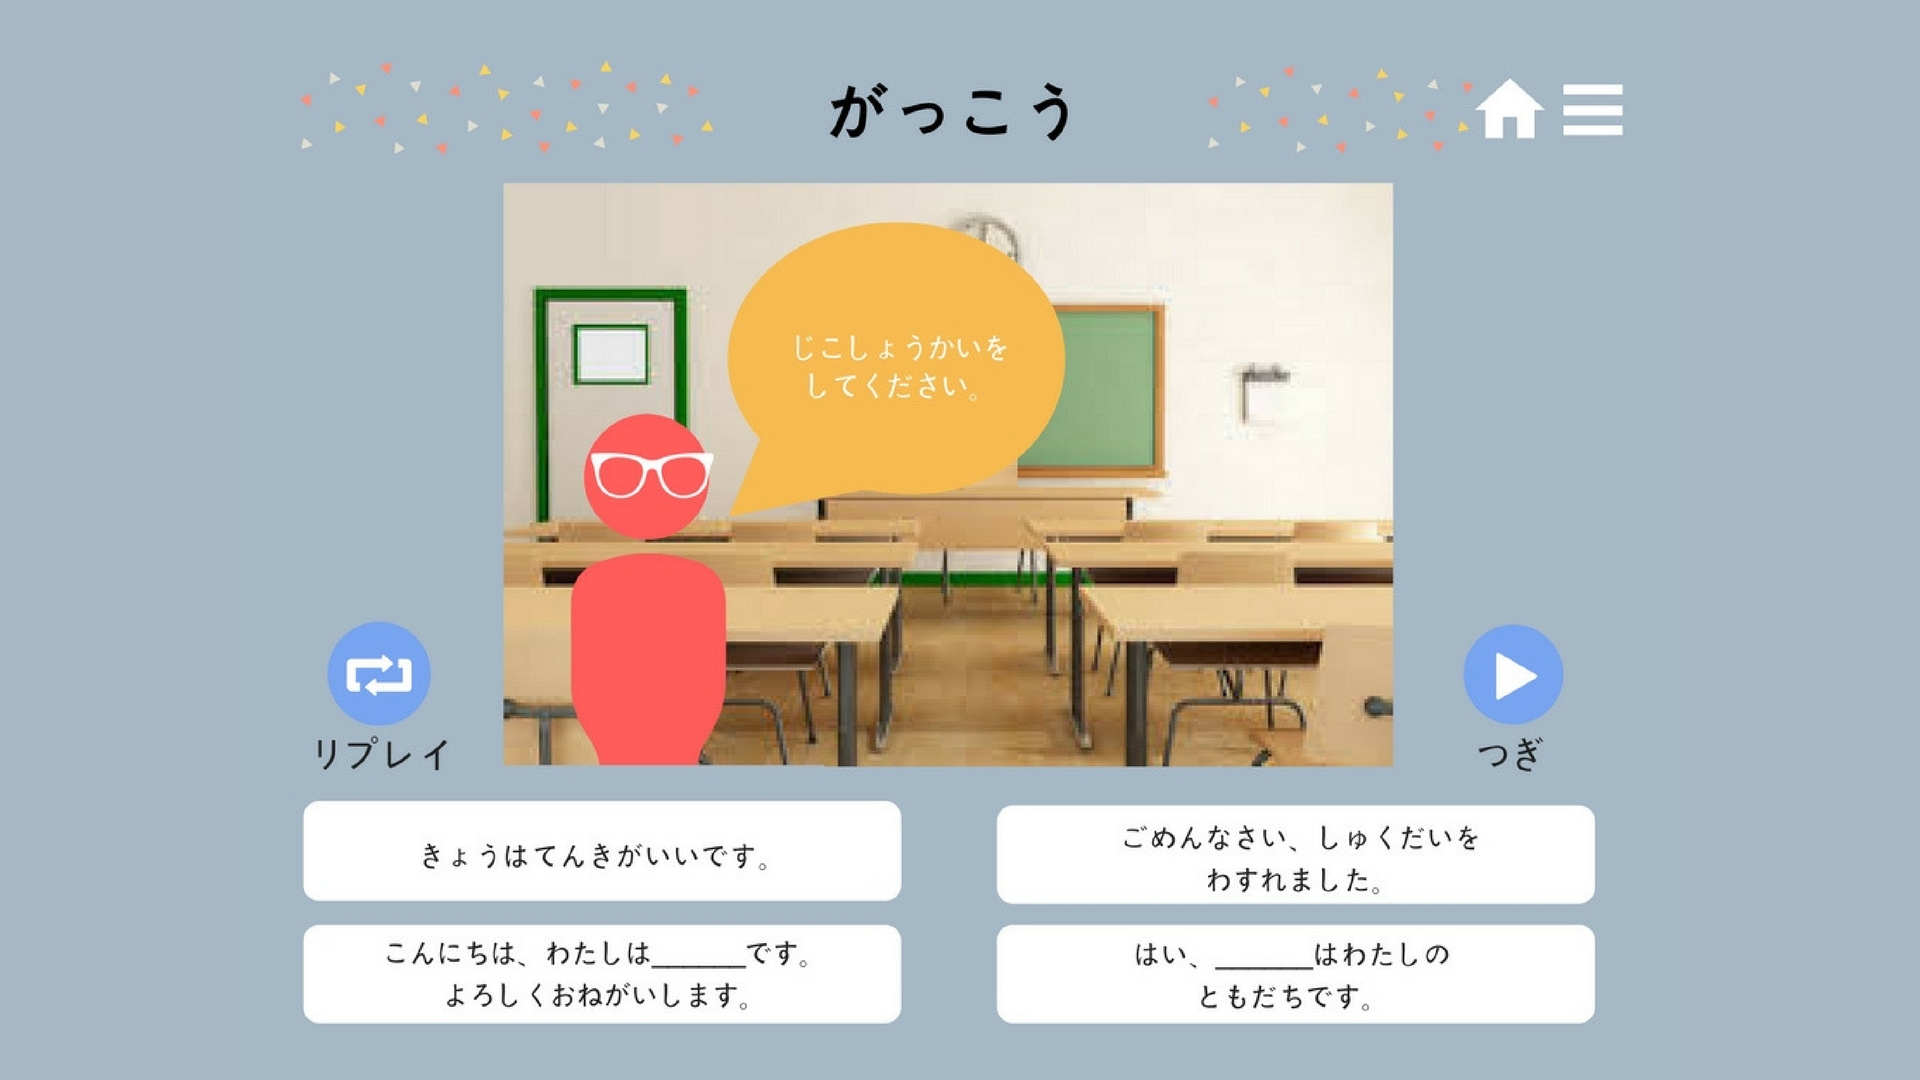 がっこう
じこしょうかいを
してください。
リプレイ
つぎ
きょうはてんきがいいです。
ごめんなさい、しゅくだいを
わすれました。
こんにちは、わたしは______です。
よろしくおねがいします。
はい、______はわたしの
ともだちです。